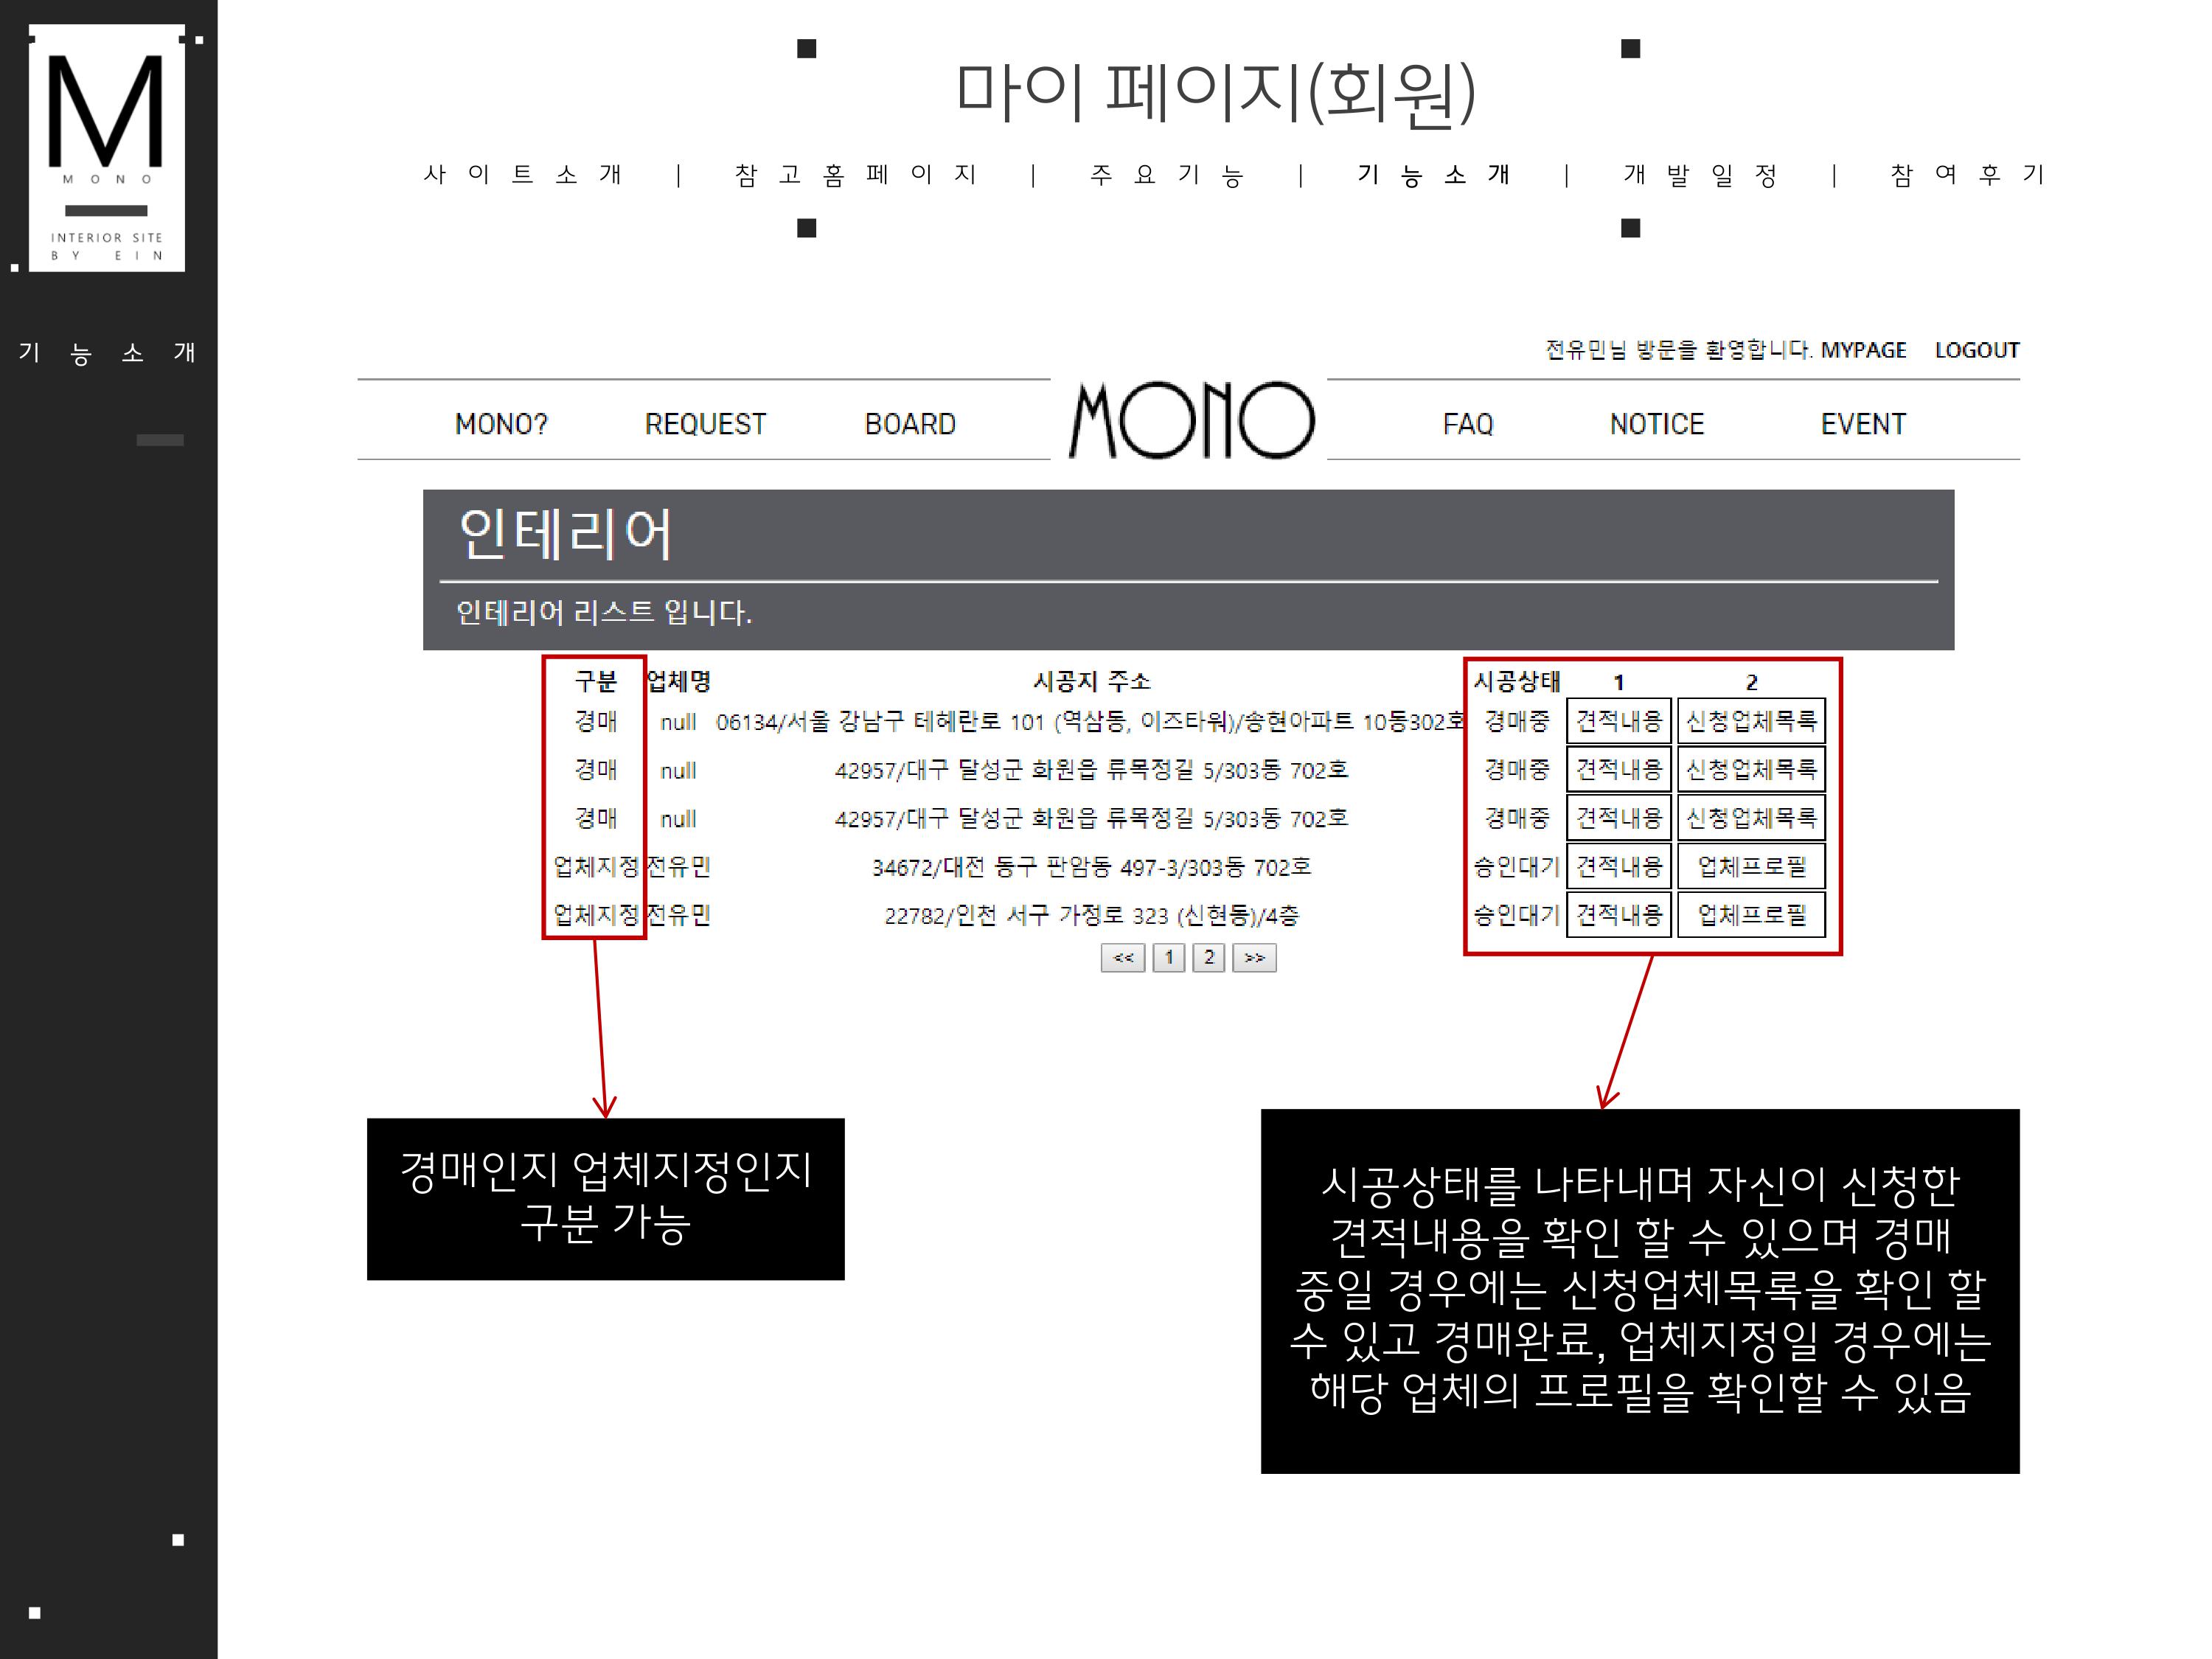 M
MONO
INTERIOR SITE
BY EIN
기능소개
마이 페이지(회원)
사이트소개 | 참고홈페이지 | 주요기능 | 기능소개 | 개발일정 | 참여후기
전유민님 방문을 환영합니다. MYPAGE LOGOUT
MONO? REQUEST BOARD MONO FAQ NOTICE EVENT
인테리어
인테리어 리스트 입니다.
구분 업체명 시공지 주소 시공상태 1 2
경매 null 06134/서울 강남구 테헤란로 101 (역삼동, 이즈타워)/송현아파트 10동302호 경매중 견적내용 신청업체목록
경매 null 42957/대구 달성군 화원읍 류목정길 5/303동 702호 경매중 견적내용 신청업체목록
경매 null 42957/대구 달성군 화원읍 류목정길 5/303동 702호 경매중 견적내용 신청업체목록
업체지정 전유민 34672/대전 동구 판암동 497-3/303동 702호 승인대기 견적내용 업체프로필
업체지정 전유민 22782/인천 서구 가정로 323 (신현동)/4층 승인대기 견적내용 업체프로필
<< 1 2 >>
경매인지 업체지정인지
구분 가능
시공상태를 나타내며 자신이 신청한
견적내용을 확인 할 수 있으며 경매
중일 경우에는 신청업체목록을 확인 할
수 있고 경매완료, 업체지정일 경우에는
해당 업체의 프로필을 확인할 수 있음